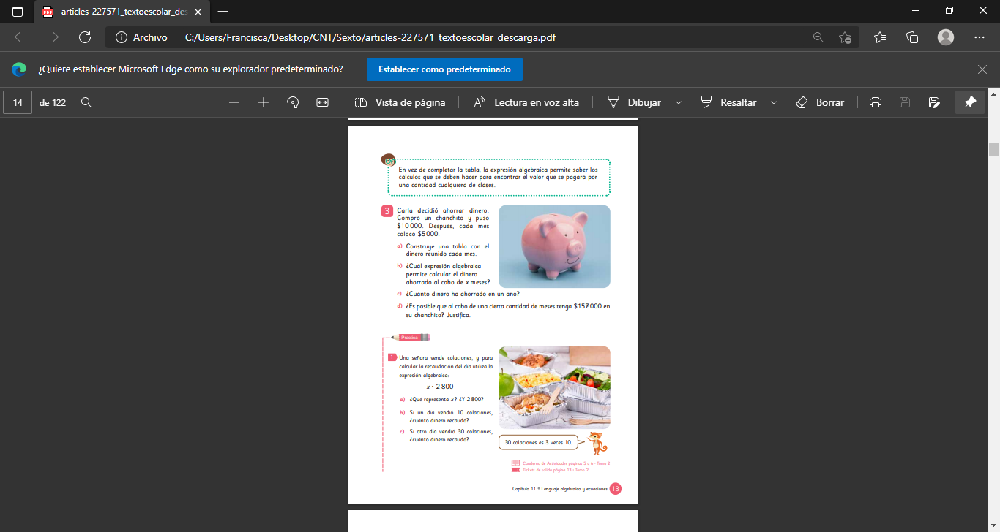 articles-227571_textoescolar_des
Archivo
C:/Users/Francisca/Desktop/CNT/Sexto/articles-227571_textoescolar_descarga.pdf
¿Quiere establecer Microsoft Edge como su explorador predeterminado?
Establecer como predeterminado
14 de 122
Vista de página
Lectura en voz alta
Dibujar
Resaltar
Borrar
En vez de completar la tabla, la expresión algebraica permite saber los
cálculos que se deben hacer para encontrar el valor que se pagará por
una cantidad cualquiera de clases.
3 Carla decidió ahorrar dinero.
Compró un chanchito y puso
$10 000. Después, cada mes
colocó $5 000.
a) Construye una tabla con el
dinero reunido cada mes.
b) ¿Cuál expresión algebraica
permite calcular el dinero
ahorrado al cabo de x meses?
c) ¿Cuánto dinero ha ahorrado en un año?
d) ¿Es posible que al cabo de una cierta cantidad de meses tenga $157 000 en
su chanchito? Justifica.
Practica
1 Una señora vende colaciones, y para
calcular la recaudación del día utiliza la
expresión algebraica:
x · 2 800
a) ¿Qué representa x? ¿Y 2 800?
b) Si un día vendió 10 colaciones,
¿cuánto dinero recaudó?
c) Si otro día vendió 30 colaciones,
¿cuánto dinero recaudó?
30 colaciones es 3 veces 10.
Cuaderno de Actividades páginas 5 y 6 · Tomo 2
Tickets de salida página 13 · Tomo 2
Capítulo 11 • Lenguaje algebraico y ecuaciones 13